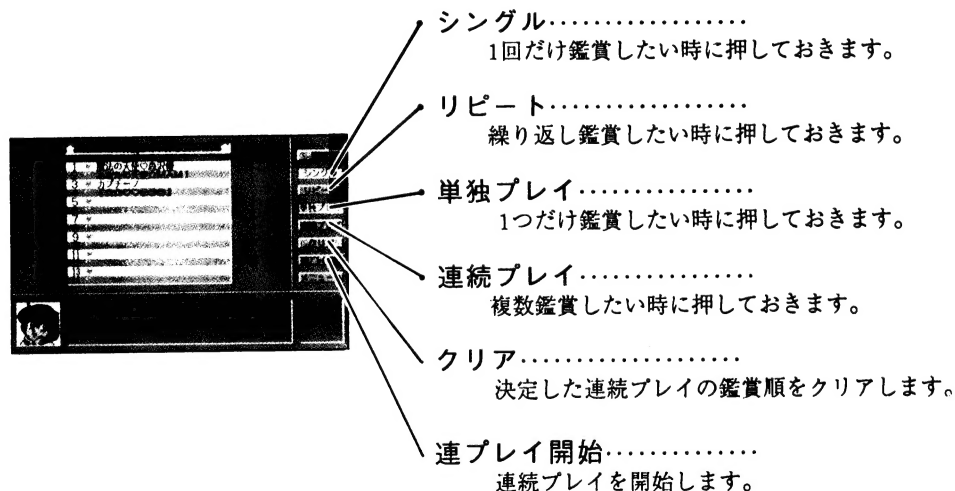 シングル··················
1回だけ鑑賞したい時に押しておきます。
リピート··················
繰り返し鑑賞したい時に押しておきます。
単独プレイ················
1つだけ鑑賞したい時に押しておきます。
連続プレイ················
複数鑑賞したい時に押しておきます。
クリア····················
決定した連続プレイの鑑賞順をクリアします。
連プレイ開始··············
連続プレイを開始します。